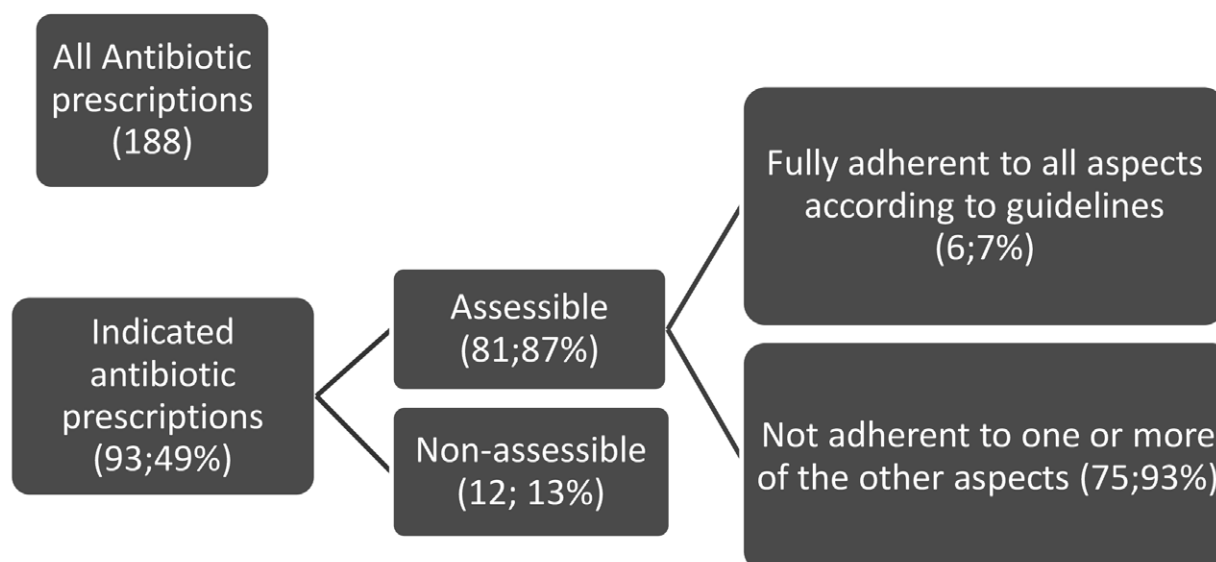 All Antibiotic
prescriptions
(188)
Indicated
antibiotic
prescriptions
(93;49%)
Assessible
(81;87%)
Non-assessible
(12; 13%)
Fully adherent to all aspects
according to guidelines
(6;7%)
Not adherent to one or more
of the other aspects (75;93%)